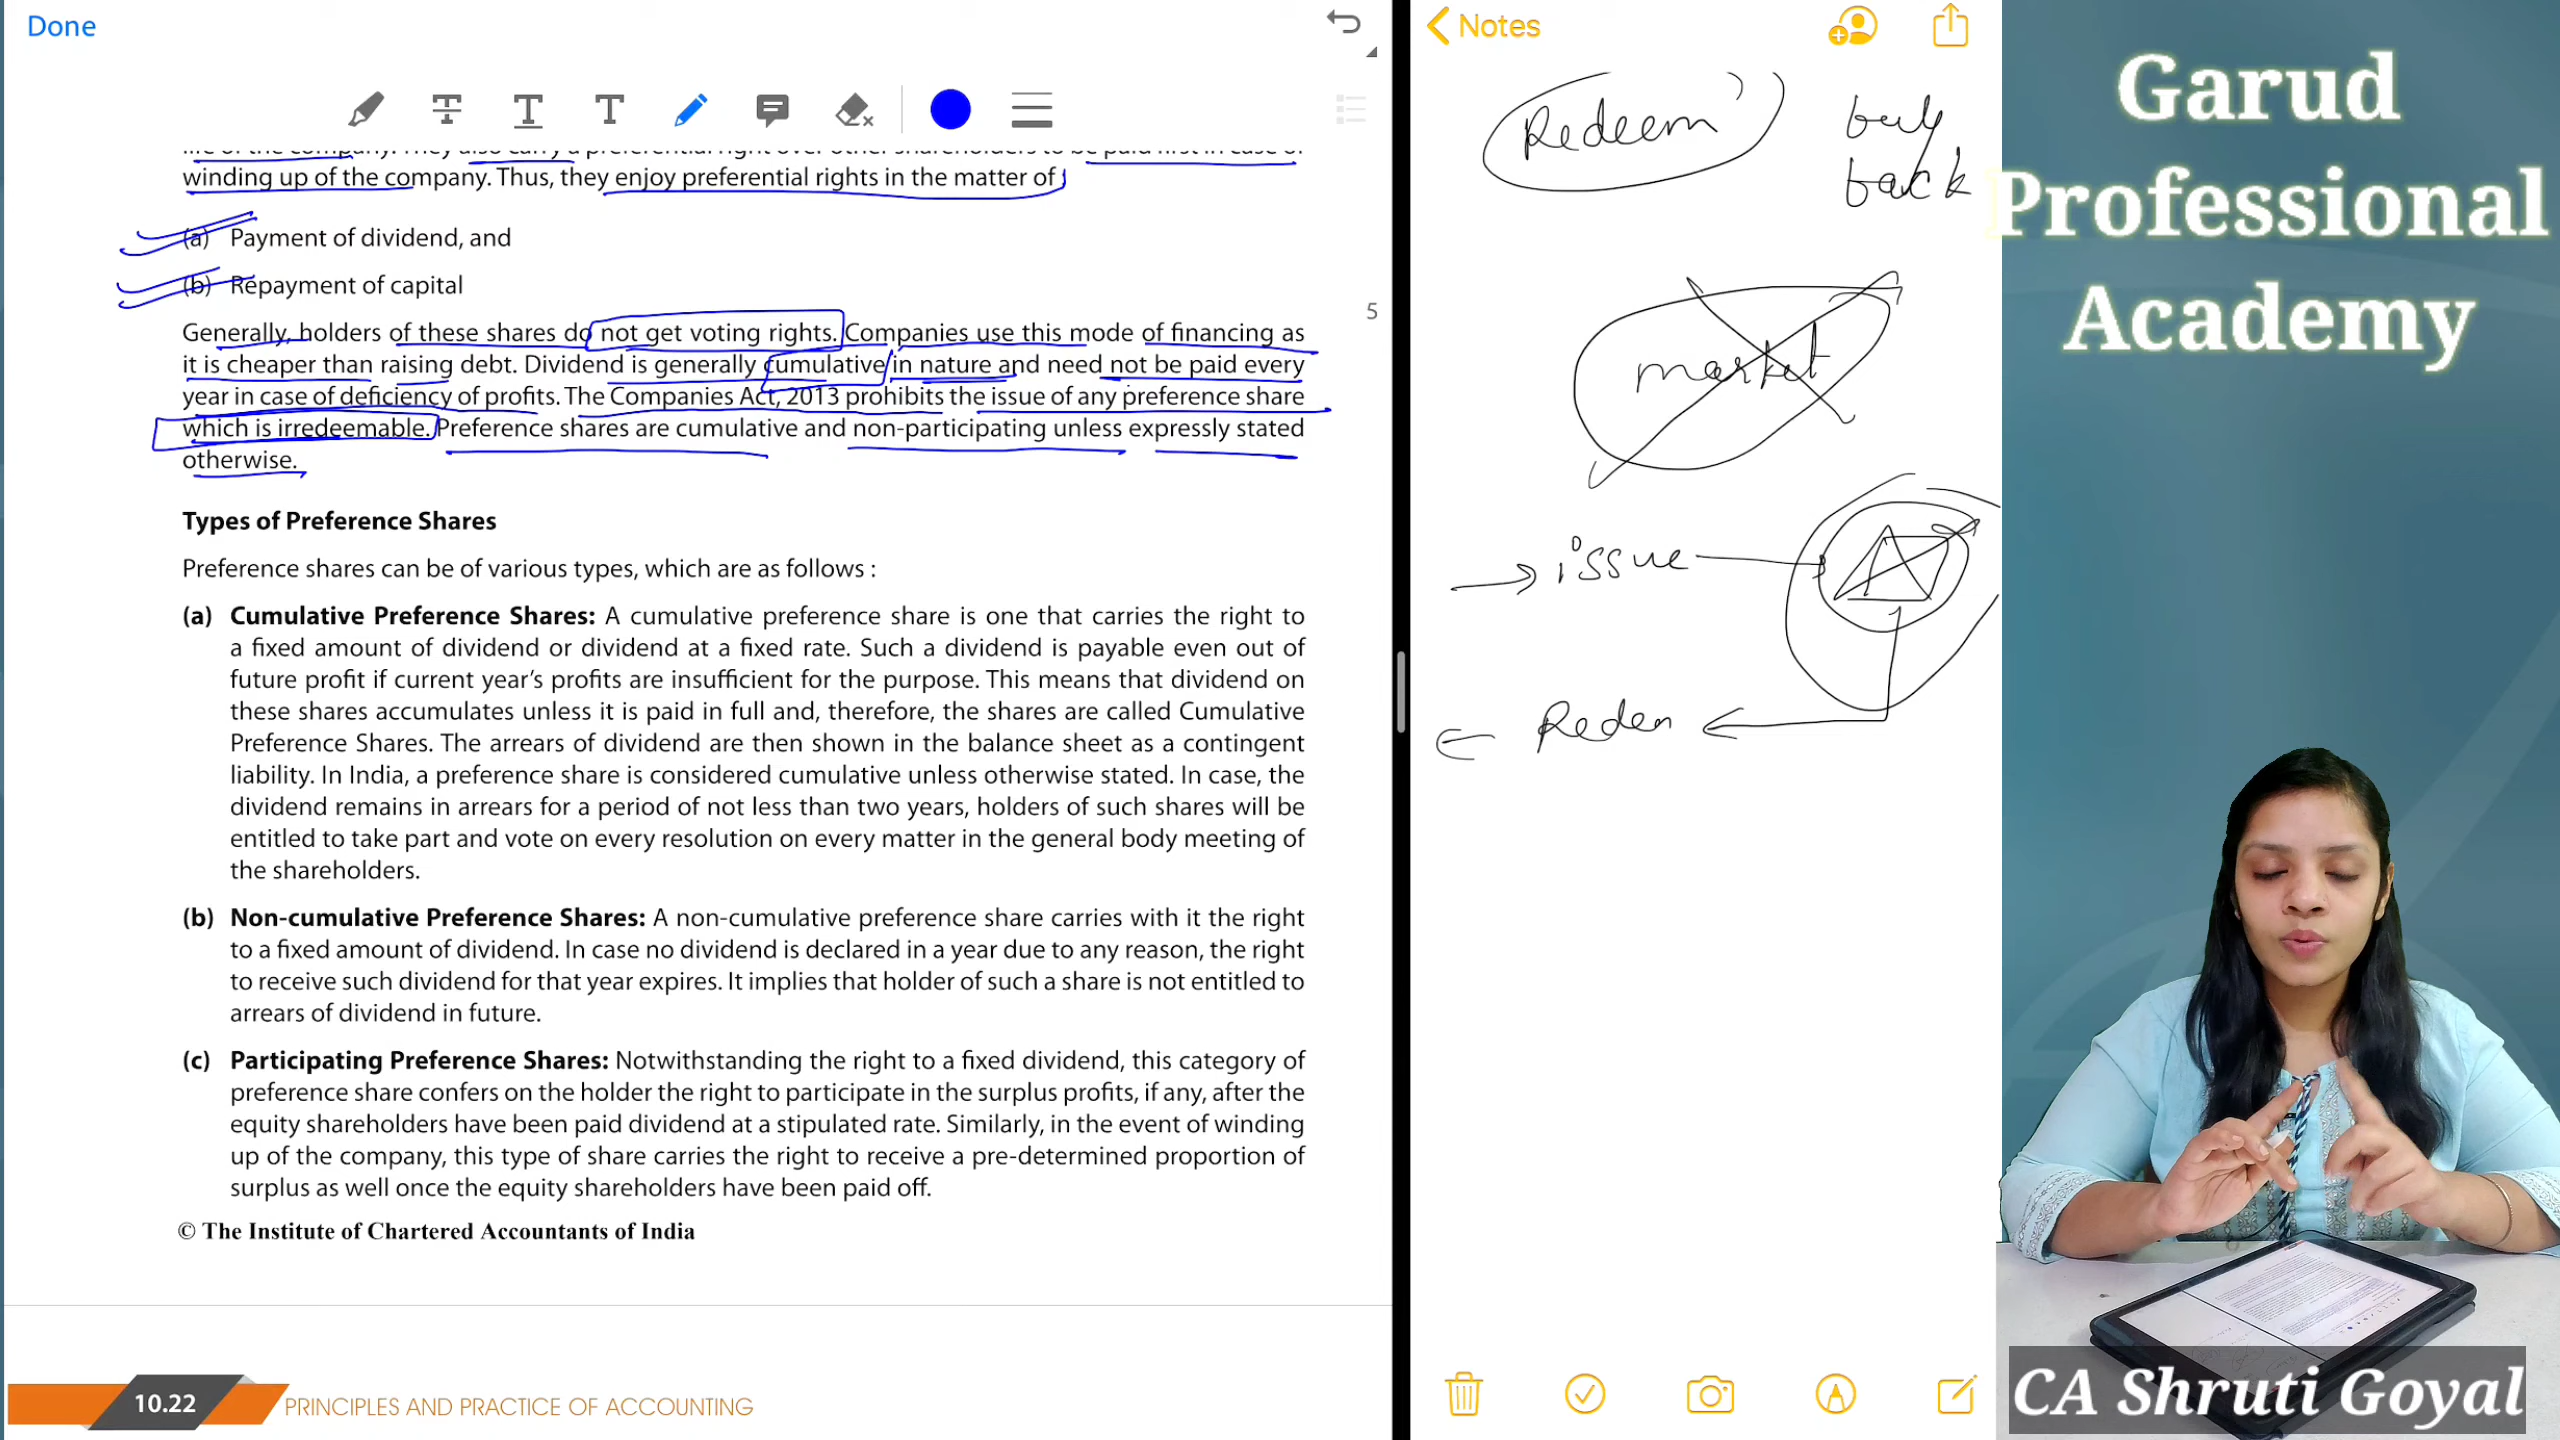 Done
life of the company. They also carry a preferential right over other shareholders to be paid first in case of
winding up of the company. Thus, they enjoy preferential rights in the matter of
(a) Payment of dividend, and
(b) Repayment of capital
5
Generally, holders of these shares do not get voting rights. Companies use this mode of financing as
it is cheaper than raising debt. Dividend is generally cumulative in nature and need not be paid every
year in case of deficiency of profits. The Companies Act, 2013 prohibits the issue of any preference share
which is irredeemable. Preference shares are cumulative and non-participating unless expressly stated
otherwise.
Types of Preference Shares
Preference shares can be of various types, which are as follows :
(a) Cumulative Preference Shares: A cumulative preference share is one that carries the right to
a fixed amount of dividend or dividend at a fixed rate. Such a dividend is payable even out of
future profit if current year's profits are insufficient for the purpose. This means that dividend on
these shares accumulates unless it is paid in full and, therefore, the shares are called Cumulative
Preference Shares. The arrears of dividend are then shown in the balance sheet as a contingent
liability. In India, a preference share is considered cumulative unless otherwise stated. In case, the
dividend remains in arrears for a period of not less than two years, holders of such shares will be
entitled to take part and vote on every resolution on every matter in the general body meeting of
the shareholders.
(b) Non-cumulative Preference Shares: A non-cumulative preference share carries with it the right
to a fixed amount of dividend. In case no dividend is declared in a year due to any reason, the right
to receive such dividend for that year expires. It implies that holder of such a share is not entitled to
arrears of dividend in future.
(c) Participating Preference Shares: Notwithstanding the right to a fixed dividend, this category of
preference share confers on the holder the right to participate in the surplus profits, if any, after the
equity shareholders have been paid dividend at a stipulated rate. Similarly, in the event of winding
up of the company, this type of share carries the right to receive a pre-determined proportion of
surplus as well once the equity shareholders have been paid off.
© The Institute of Chartered Accountants of India
10.22 PRINCIPLES AND PRACTICE OF ACCOUNTING
Notes
Redeem
buy
back
market
issue
Redem
Garud
Professional
Academy
CA Shruti Goyal